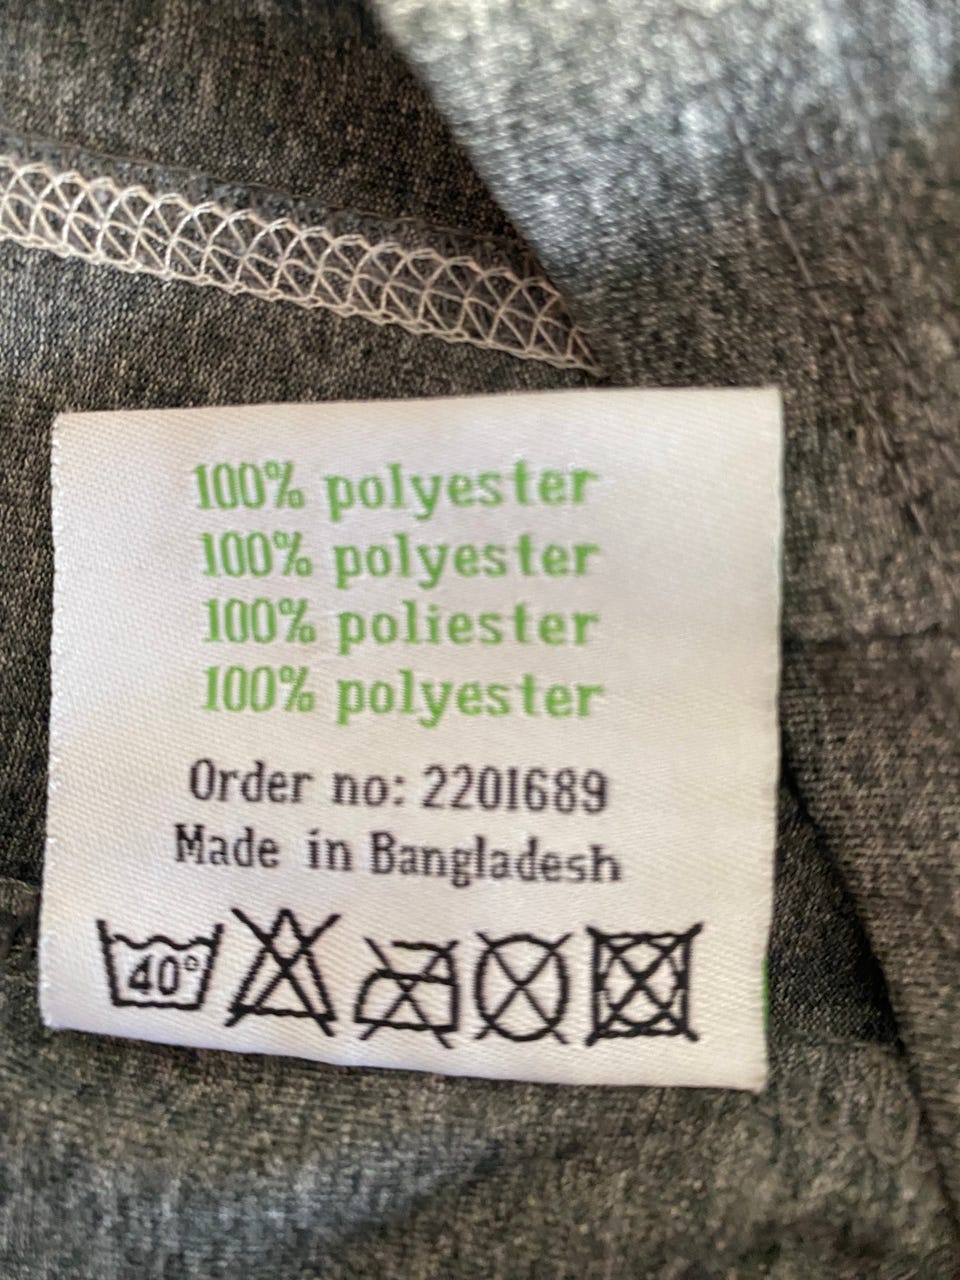 100% polyester
100% polyester
100% poliester
100% polyester
Order no: 2201689
Made in Bangladesh
40°